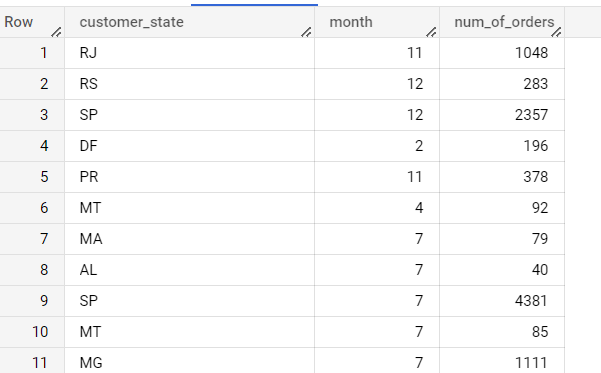 Row customer_state month num_of_orders
1 RJ 11 1048
2 RS 12 283
3 SP 12 2357
4 DF 2 196
5 PR 11 378
6 MT 4 92
7 MA 7 79
8 AL 7 40
9 SP 7 4381
10 MT 7 85
11 MG 7 1111